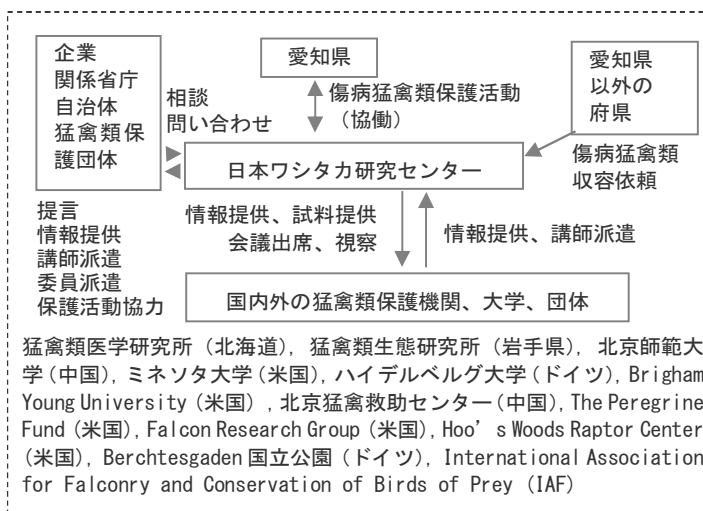 企業
関係省庁
自治体
猛禽類保
護団体
愛知県
愛知県
以外の
府県
相談
問い合わせ
傷病猛禽類保護活動
（協働）
日本ワシタカ研究センター
傷病猛禽類
収容依頼
提言
情報提供
講師派遣
委員派遣
保護活動協力
情報提供、試料提供
会議出席、視察
情報提供、講師派遣
国内外の猛禽類保護機関、大学、団体
猛禽類医学研究所（北海道）, 猛禽類生態研究所（岩手県）, 北京師範大
学（中国）, ミネソタ大学（米国）, ハイデルベルグ大学（ドイツ）, Brigham
Young University（米国）, 北京猛禽救助センター（中国）, The Peregrine
Fund（米国）, Falcon Research Group（米国）, Hoo's Woods Raptor Center
（米国）, Berchtesgaden 国立公園（ドイツ）, International Association
for Falconry and Conservation of Birds of Prey (IAF)